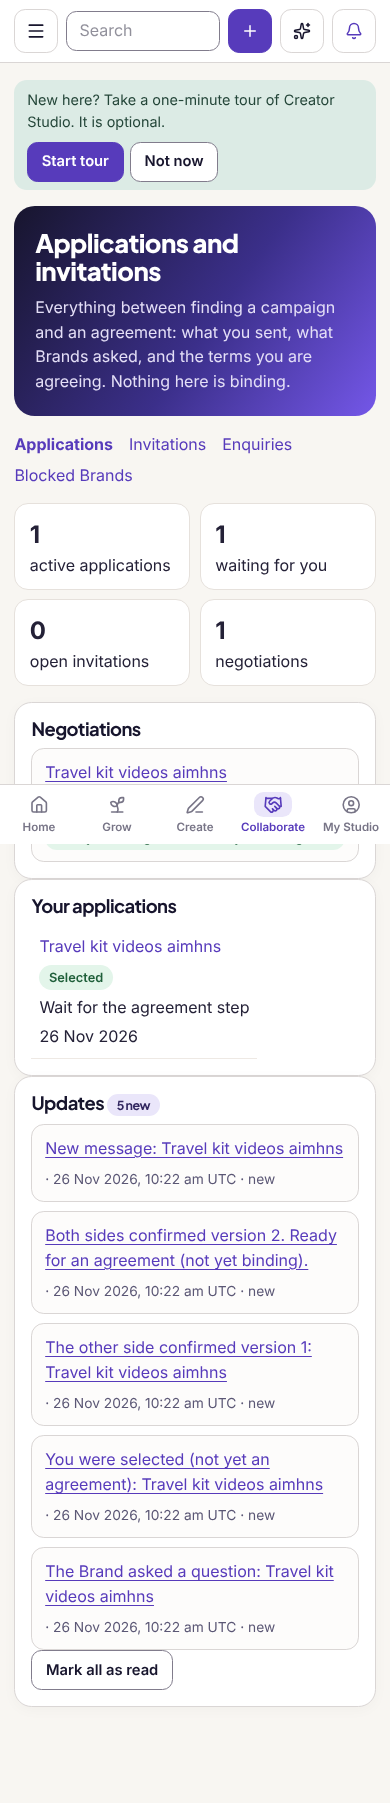 Search
New here? Take a one-minute tour of Creator
Studio. It is optional.
Start tour
Not now
Applications and
invitations
Everything between finding a campaign
and an agreement: what you sent, what
Brands asked, and the terms you are
agreeing. Nothing here is binding.
Applications
Invitations
Enquiries
Blocked Brands
1
active applications
1
waiting for you
0
open invitations
1
negotiations
Negotiations
Travel kit videos aimhns
Home
Grow
Create
Collaborate
My Studio
Your applications
Travel kit videos aimhns
Selected
Wait for the agreement step
26 Nov 2026
Updates 5 new
New message: Travel kit videos aimhns
· 26 Nov 2026, 10:22 am UTC · new
Both sides confirmed version 2. Ready
for an agreement (not yet binding).
· 26 Nov 2026, 10:22 am UTC · new
The other side confirmed version 1:
Travel kit videos aimhns
· 26 Nov 2026, 10:22 am UTC · new
You were selected (not yet an
agreement): Travel kit videos aimhns
· 26 Nov 2026, 10:22 am UTC · new
The Brand asked a question: Travel kit
videos aimhns
· 26 Nov 2026, 10:22 am UTC · new
Mark all as read